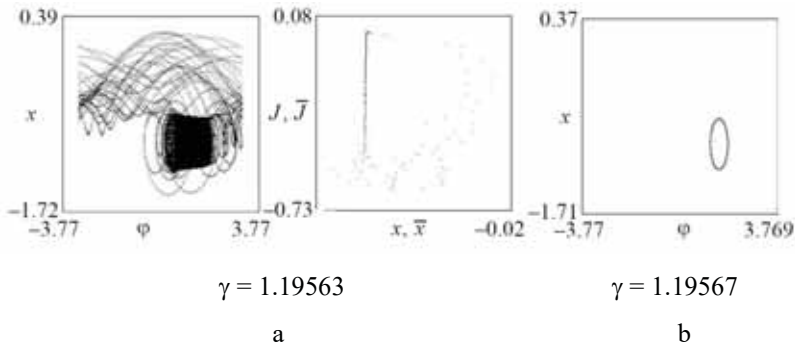 0.39
x
−1.72
−3.77 φ 3.77
0.08
J, J̅
−0.73
x, x̅ −0.02
0.37
x
−1.71
−3.77 φ 3.769
γ = 1.19563
γ = 1.19567
a
b